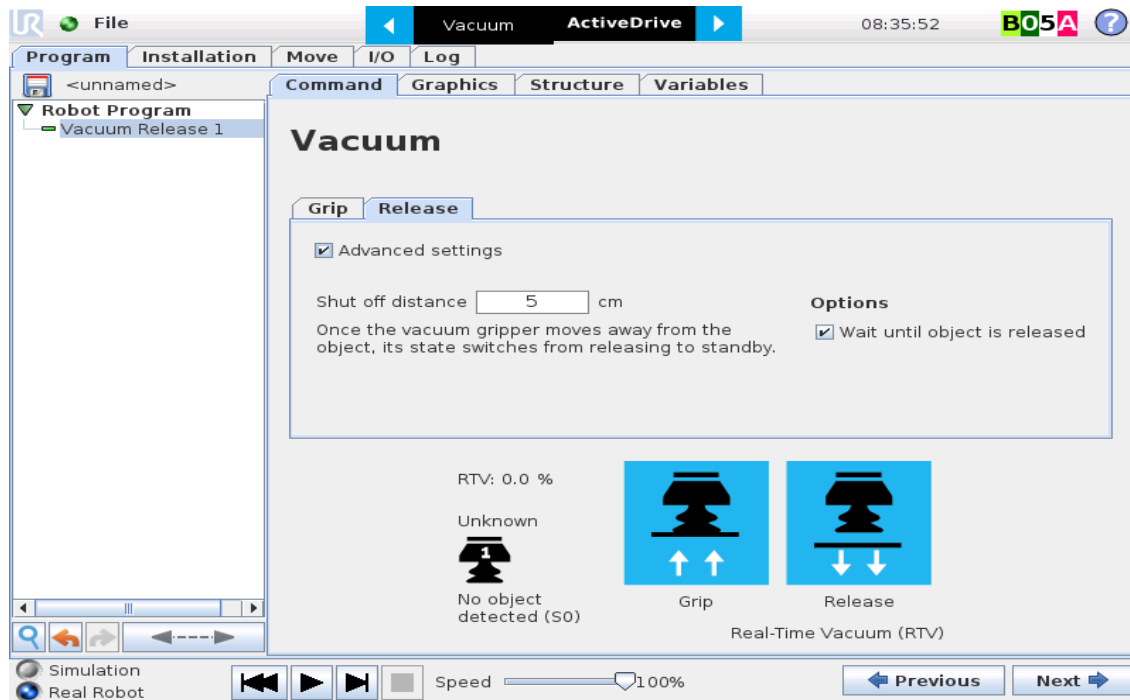 UR File Vacuum ActiveDrive 08:35:52 B05A ?
Program Installation Move I/O Log
<unnamed>
Command Graphics Structure Variables
Robot Program
Vacuum Release 1
Vacuum
Grip Release
Advanced settings
Shut off distance 5 cm
Once the vacuum gripper moves away from the
object, its state switches from releasing to standby.
Options
Wait until object is released
RTV: 0.0 %
Unknown
1
No object
detected (S0)
Grip
Release
Real-Time Vacuum (RTV)
Simulation
Real Robot
Speed 100%
Previous
Next